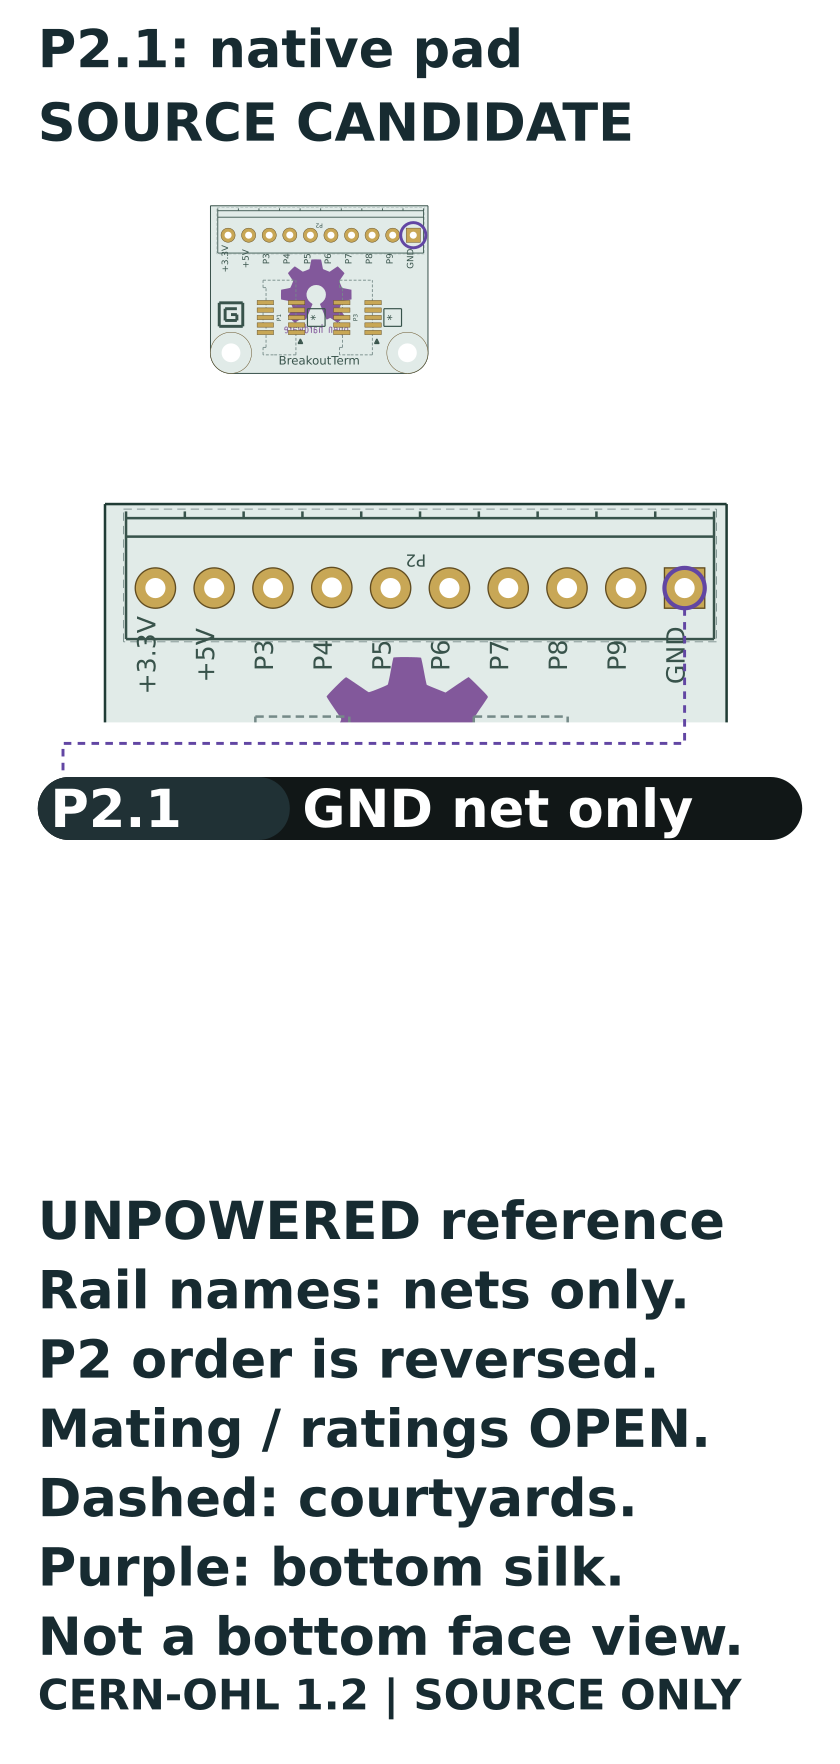 P2.1: native pad
SOURCE CANDIDATE
P2
+3.3V +5V P3 P4 P5 P6 P7 P8 P9 GND
P1 * P3 *
BreakoutTerm
P2
+3.3V +5V P3 P4 P5 P6 P7 P8 P9 GND
P2.1 GND net only
UNPOWERED reference
Rail names: nets only.
P2 order is reversed.
Mating / ratings OPEN.
Dashed: courtyards.
Purple: bottom silk.
Not a bottom face view.
CERN-OHL 1.2 | SOURCE ONLY